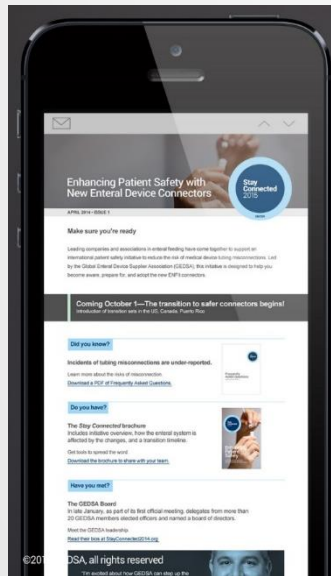 Enhancing Patient Safety with
New Enteral Device Connectors
Stay
Connected
2015
APRIL 2014 • ISSUE 1
Make sure you're ready
Leading companies and associations in enteral feeding have come together to support an
international patient safety initiative to reduce the risk of medical device tubing misconnections. Led
by the Global Enteral Device Supplier Association (GEDSA), this initiative is designed to help you
become aware, prepare for, and adopt the new ENFit connectors.
Coming October 1—The transition to safer connectors begins!
Introduction of transition sets in the US, Canada, Puerto Rico
Did you know?
Incidents of tubing misconnections are under-reported.
Learn more about the risks of misconnection.
Download a PDF of Frequently Asked Questions.
Do you have?
The Stay Connected brochure
Includes initiative overview, how the enteral system is
affected by the changes, and a transition timeline.
Get tools to spread the word
Download the brochure to share with your team.
Have you met?
The GEDSA Board
In late January, as part of its first official meeting, delegates from more than
20 GEDSA members elected officers and named a board of directors.
Meet the GEDSA leadership
Read their bios at StayConnected2014.org
DSA, all rights reserved
"I'm excited about how GEDSA can step up the